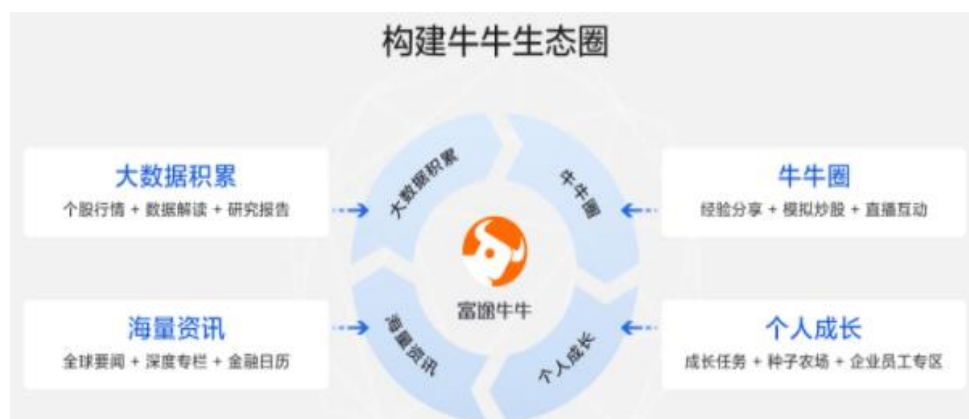 构建牛牛生态圈
大数据积累
个股行情 + 数据解读 + 研究报告
牛牛圈
经验分享 + 模拟炒股 + 直播互动
大数据积累
牛牛圈
富途牛牛
海量资讯
全球要闻 + 深度专栏 + 金融日历
个人成长
成长任务 + 种子农场 + 企业员工专区
海量资讯
个人成长